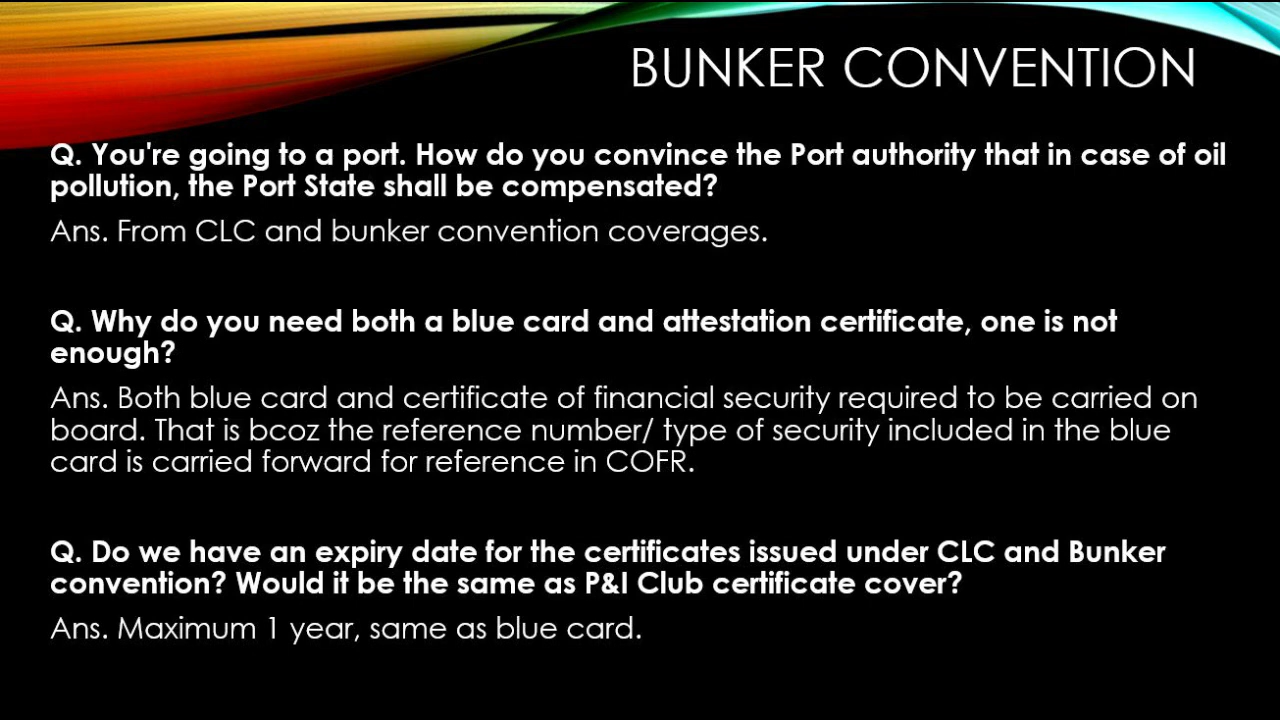 BUNKER CONVENTION
Q. You're going to a port. How do you convince the Port authority that in case of oil
pollution, the Port State shall be compensated?
Ans. From CLC and bunker convention coverages.
Q. Why do you need both a blue card and attestation certificate, one is not
enough?
Ans. Both blue card and certificate of financial security required to be carried on
board. That is bcoz the reference number/ type of security included in the blue
card is carried forward for reference in COFR.
Q. Do we have an expiry date for the certificates issued under CLC and Bunker
convention? Would it be the same as P&I Club certificate cover?
Ans. Maximum 1 year, same as blue card.